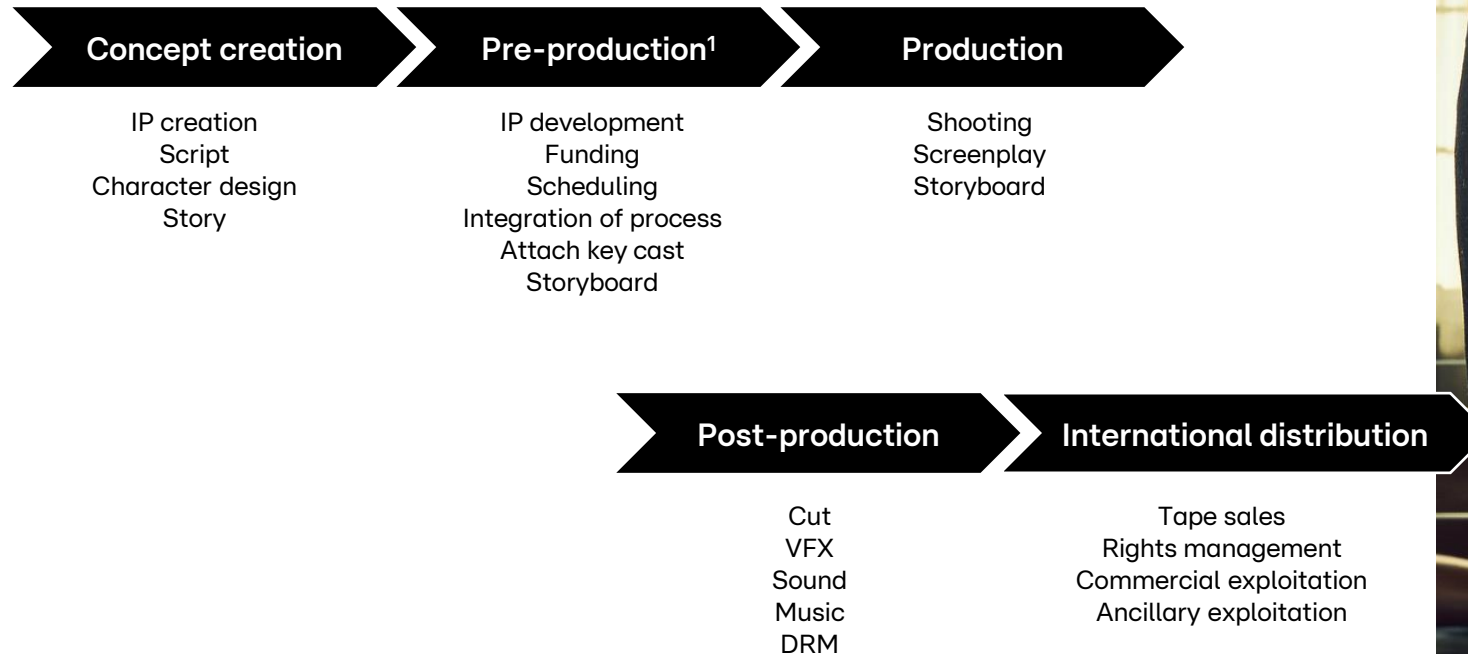 Concept creation
Pre-production¹
Production
IP creation
Script
Character design
Story
IP development
Funding
Scheduling
Integration of process
Attach key cast
Storyboard
Shooting
Screenplay
Storyboard
Post-production
International distribution
Cut
VFX
Sound
Music
DRM
Tape sales
Rights management
Commercial exploitation
Ancillary exploitation